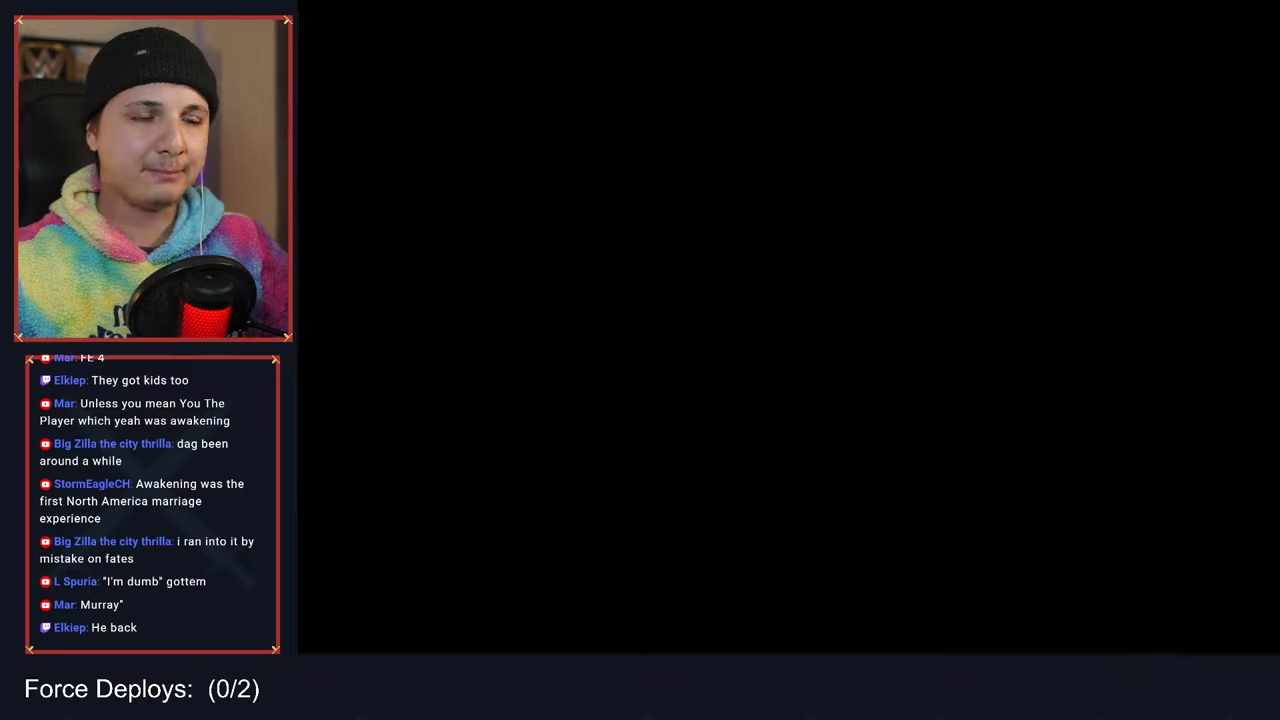 Mar: FE 4
Elkiep: They got kids too
Mar: Unless you mean You The
Player which yeah was awakening
Big Zilla the city thrilla: dag been
around a while
StormEagleCH: Awakening was the
first North America marriage
experience
Big Zilla the city thrilla: i ran into it by
mistake on fates
L Spuria: "I'm dumb" gottem
Mar: Murray"
Elkiep: He back
Force Deploys: (0/2)